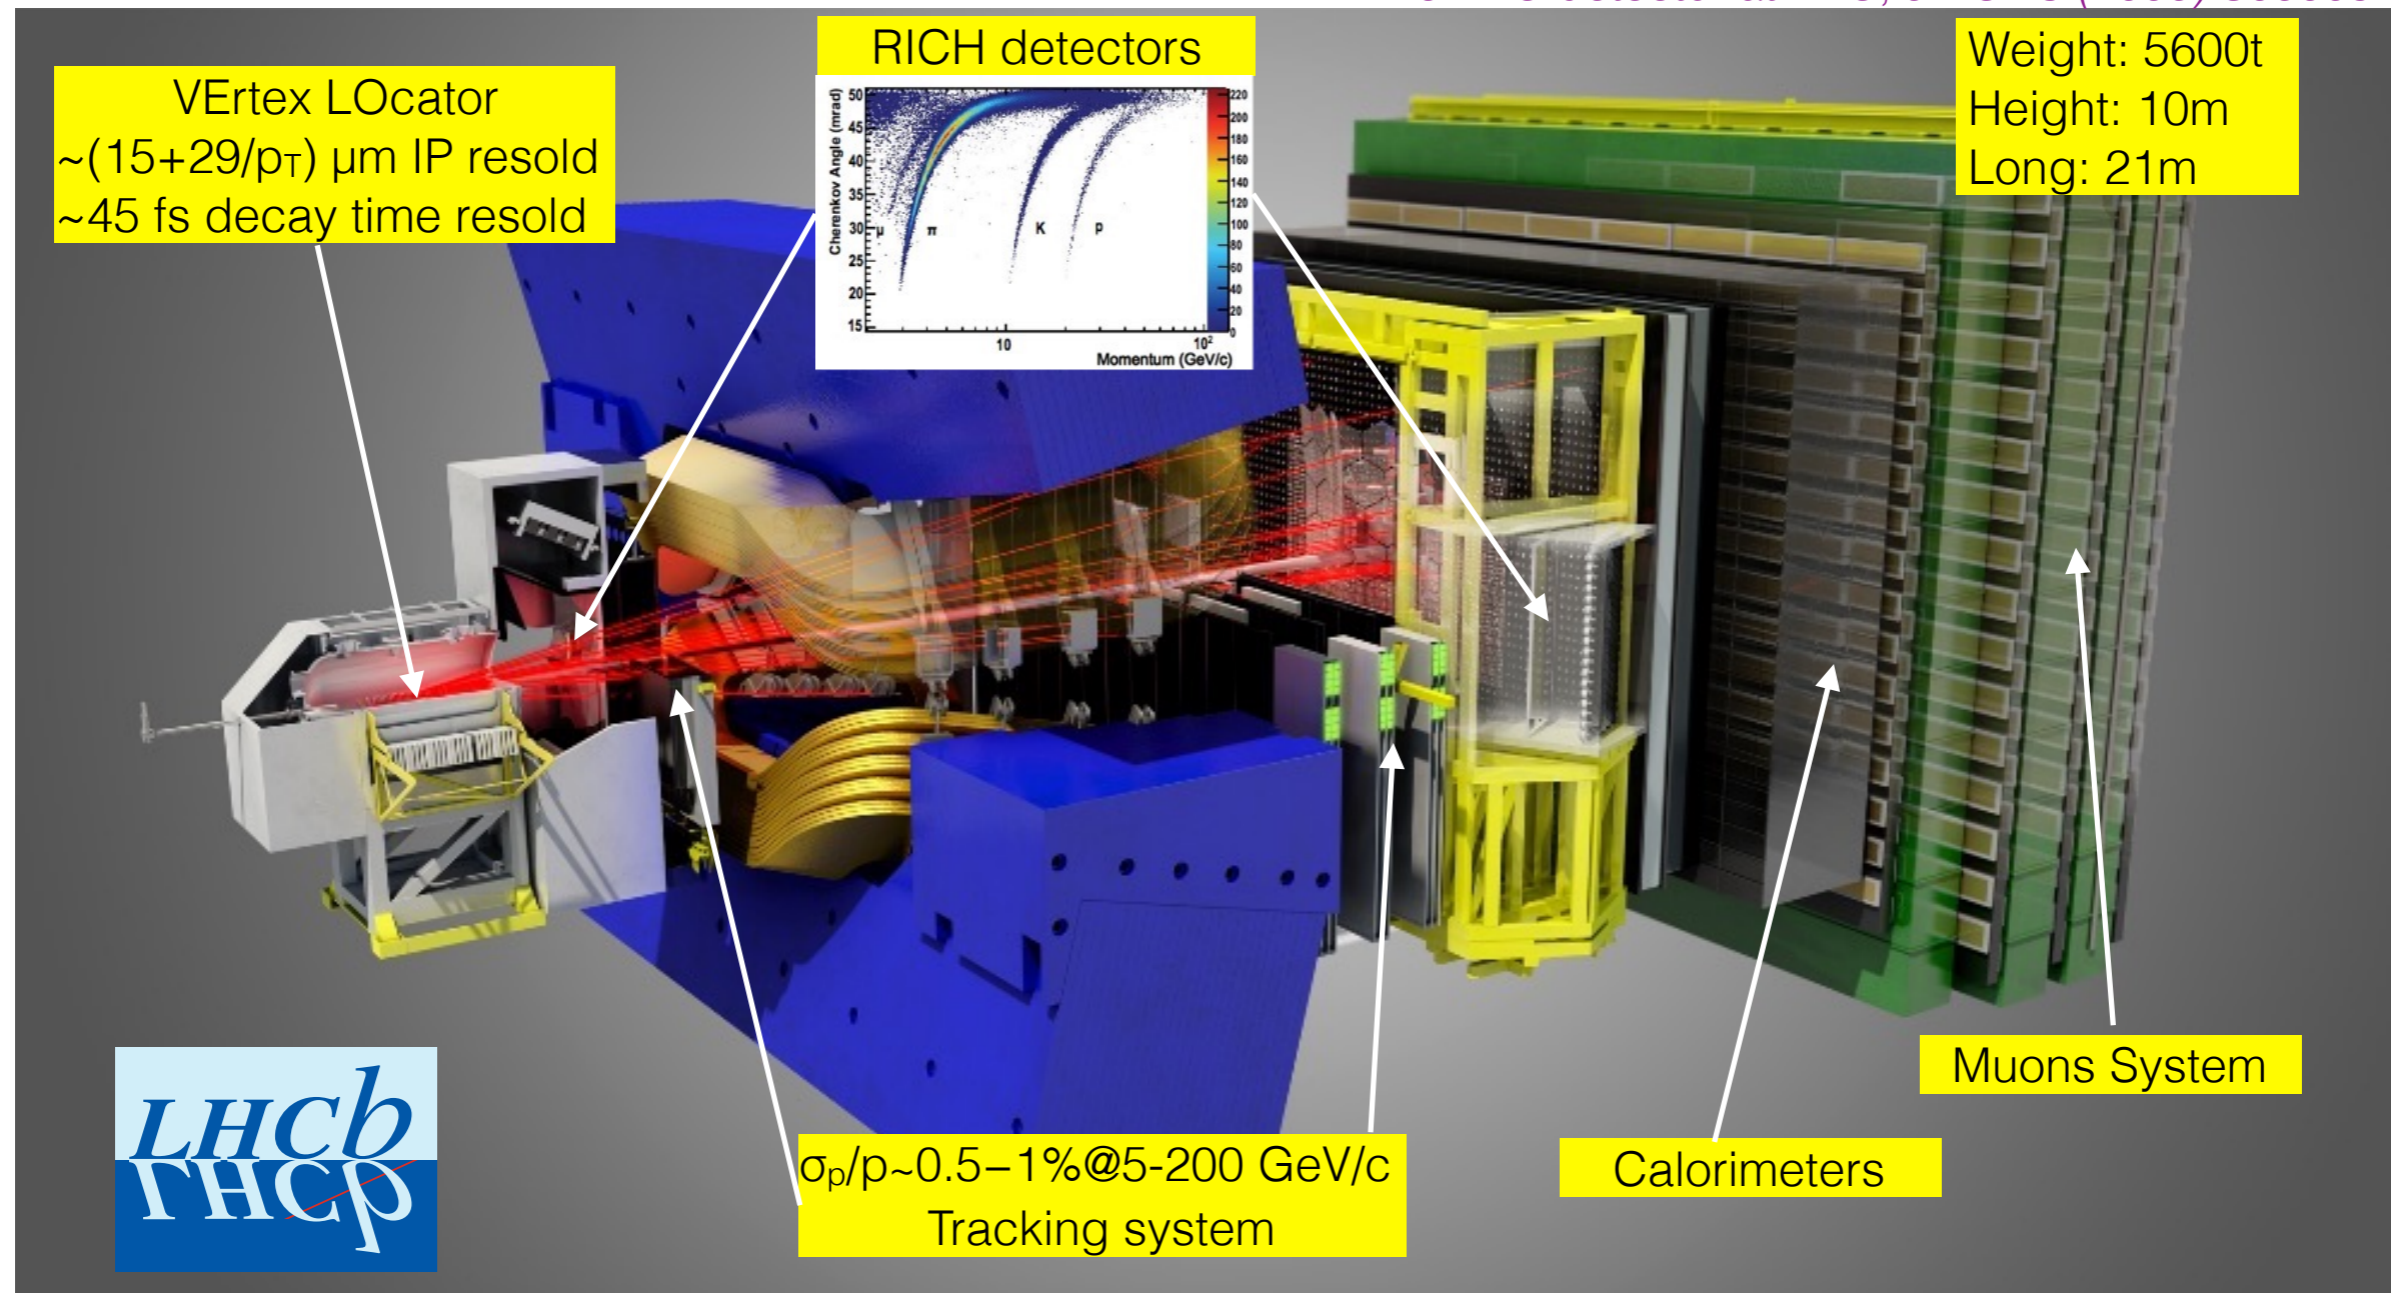 RICH detectors
VErtex LOcator
~(15+29/pT) μm IP resold
~45 fs decay time resold
Weight: 5600t
Height: 10m
Long: 21m
Cherenkov Angle (mrad)
50
45
40
35
30
25
20
15
μ
π
K
p
220
200
180
160
140
120
100
80
60
40
20
0
10
10²
Momentum (GeV/c)
Muons System
σp/p~0.5–1%@5-200 GeV/c
Tracking system
Calorimeters
LHCb
LHCb